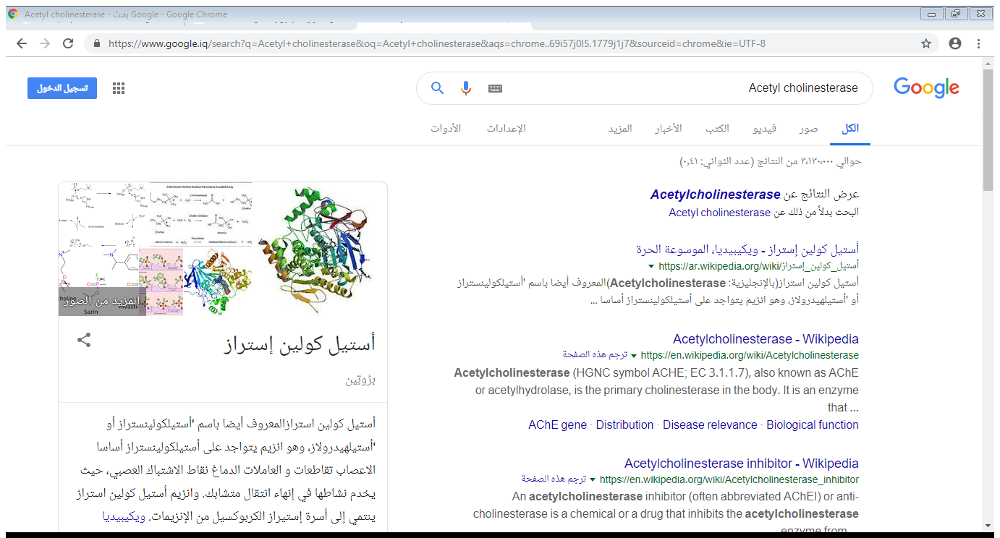 Acetyl cholinesterase - بحث Google - Google Chrome
https://www.google.iq/search?q=Acetyl+cholinesterase&oq=Acetyl+cholinesterase&aqs=chrome..69i57j0l5.1779j1j7&sourceid=chrome&ie=UTF-8
Google
Acetyl cholinesterase
تسجيل الدخول
الكل صور فيديو الكتب الأخبار المزيد الإعدادات الأدوات
حوالي ٣،١٣٠،٠٠٠ من النتائج (عدد الثواني: ٠,٤١)
عرض النتائج عن Acetylcholinesterase
البحث بدلاً من ذلك عن Acetyl cholinesterase
أستيل كولين إستراز - ويكيبيديا، الموسوعة الحرة
https://ar.wikipedia.org/wiki/أستيل_كولين_إستراز
أستيل كولين استراز(بالإنجليزية: Acetylcholinesterase)المعروف أيضا باسم 'أستيلكولينستراز
أو 'أستيلهيدرولاز، وهو انزيم يتواجد على أستيلكولينستراز أساسا ...
Acetylcholinesterase - Wikipedia
https://en.wikipedia.org/wiki/Acetylcholinesterase ترجم هذه الصفحة
Acetylcholinesterase (HGNC symbol ACHE; EC 3.1.1.7), also known as AChE
or acetylhydrolase, is the primary cholinesterase in the body. It is an enzyme
that ...
AChE gene · Distribution · Disease relevance · Biological function
Acetylcholinesterase inhibitor - Wikipedia
https://en.wikipedia.org/wiki/Acetylcholinesterase_inhibitor ترجم هذه الصفحة
An acetylcholinesterase inhibitor (often abbreviated AChEI) or anti-
cholinesterase is a chemical or a drug that inhibits the acetylcholinesterase
enzyme from
المزيد من الصور
Sarin
أستيل كولين إستراز
برُوتِين
أستيل كولين استرازالمعروف أيضا باسم 'أستيلكولينستراز أو
'أستيلهيدرولاز، وهو انزيم يتواجد على أستيلكولينستراز أساسا
الاعصاب تقاطعات و العاملات الدماغ نقاط الاشتباك العصبي، حيث
يخدم نشاطها في إنهاء انتقال متشابك. وانزيم أستيل كولين استراز
ينتمي إلى أسرة إستيراز الكربوكسيل من الإنزيمات. ويكيبيديا